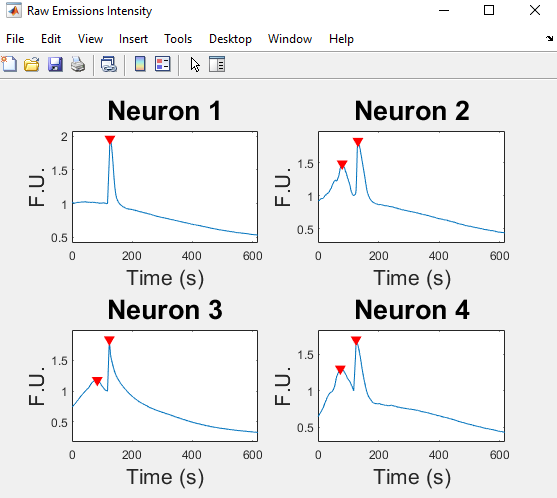 Raw Emissions Intensity
File Edit View Insert Tools Desktop Window Help
Neuron 1
2
1.5
1
0.5
F.U.
0 200 400 600
Time (s)
Neuron 2
1.5
1
0.5
F.U.
0 200 400 600
Time (s)
Neuron 3
1.5
1
0.5
F.U.
0 200 400 600
Time (s)
Neuron 4
1.5
1
0.5
F.U.
0 200 400 600
Time (s)